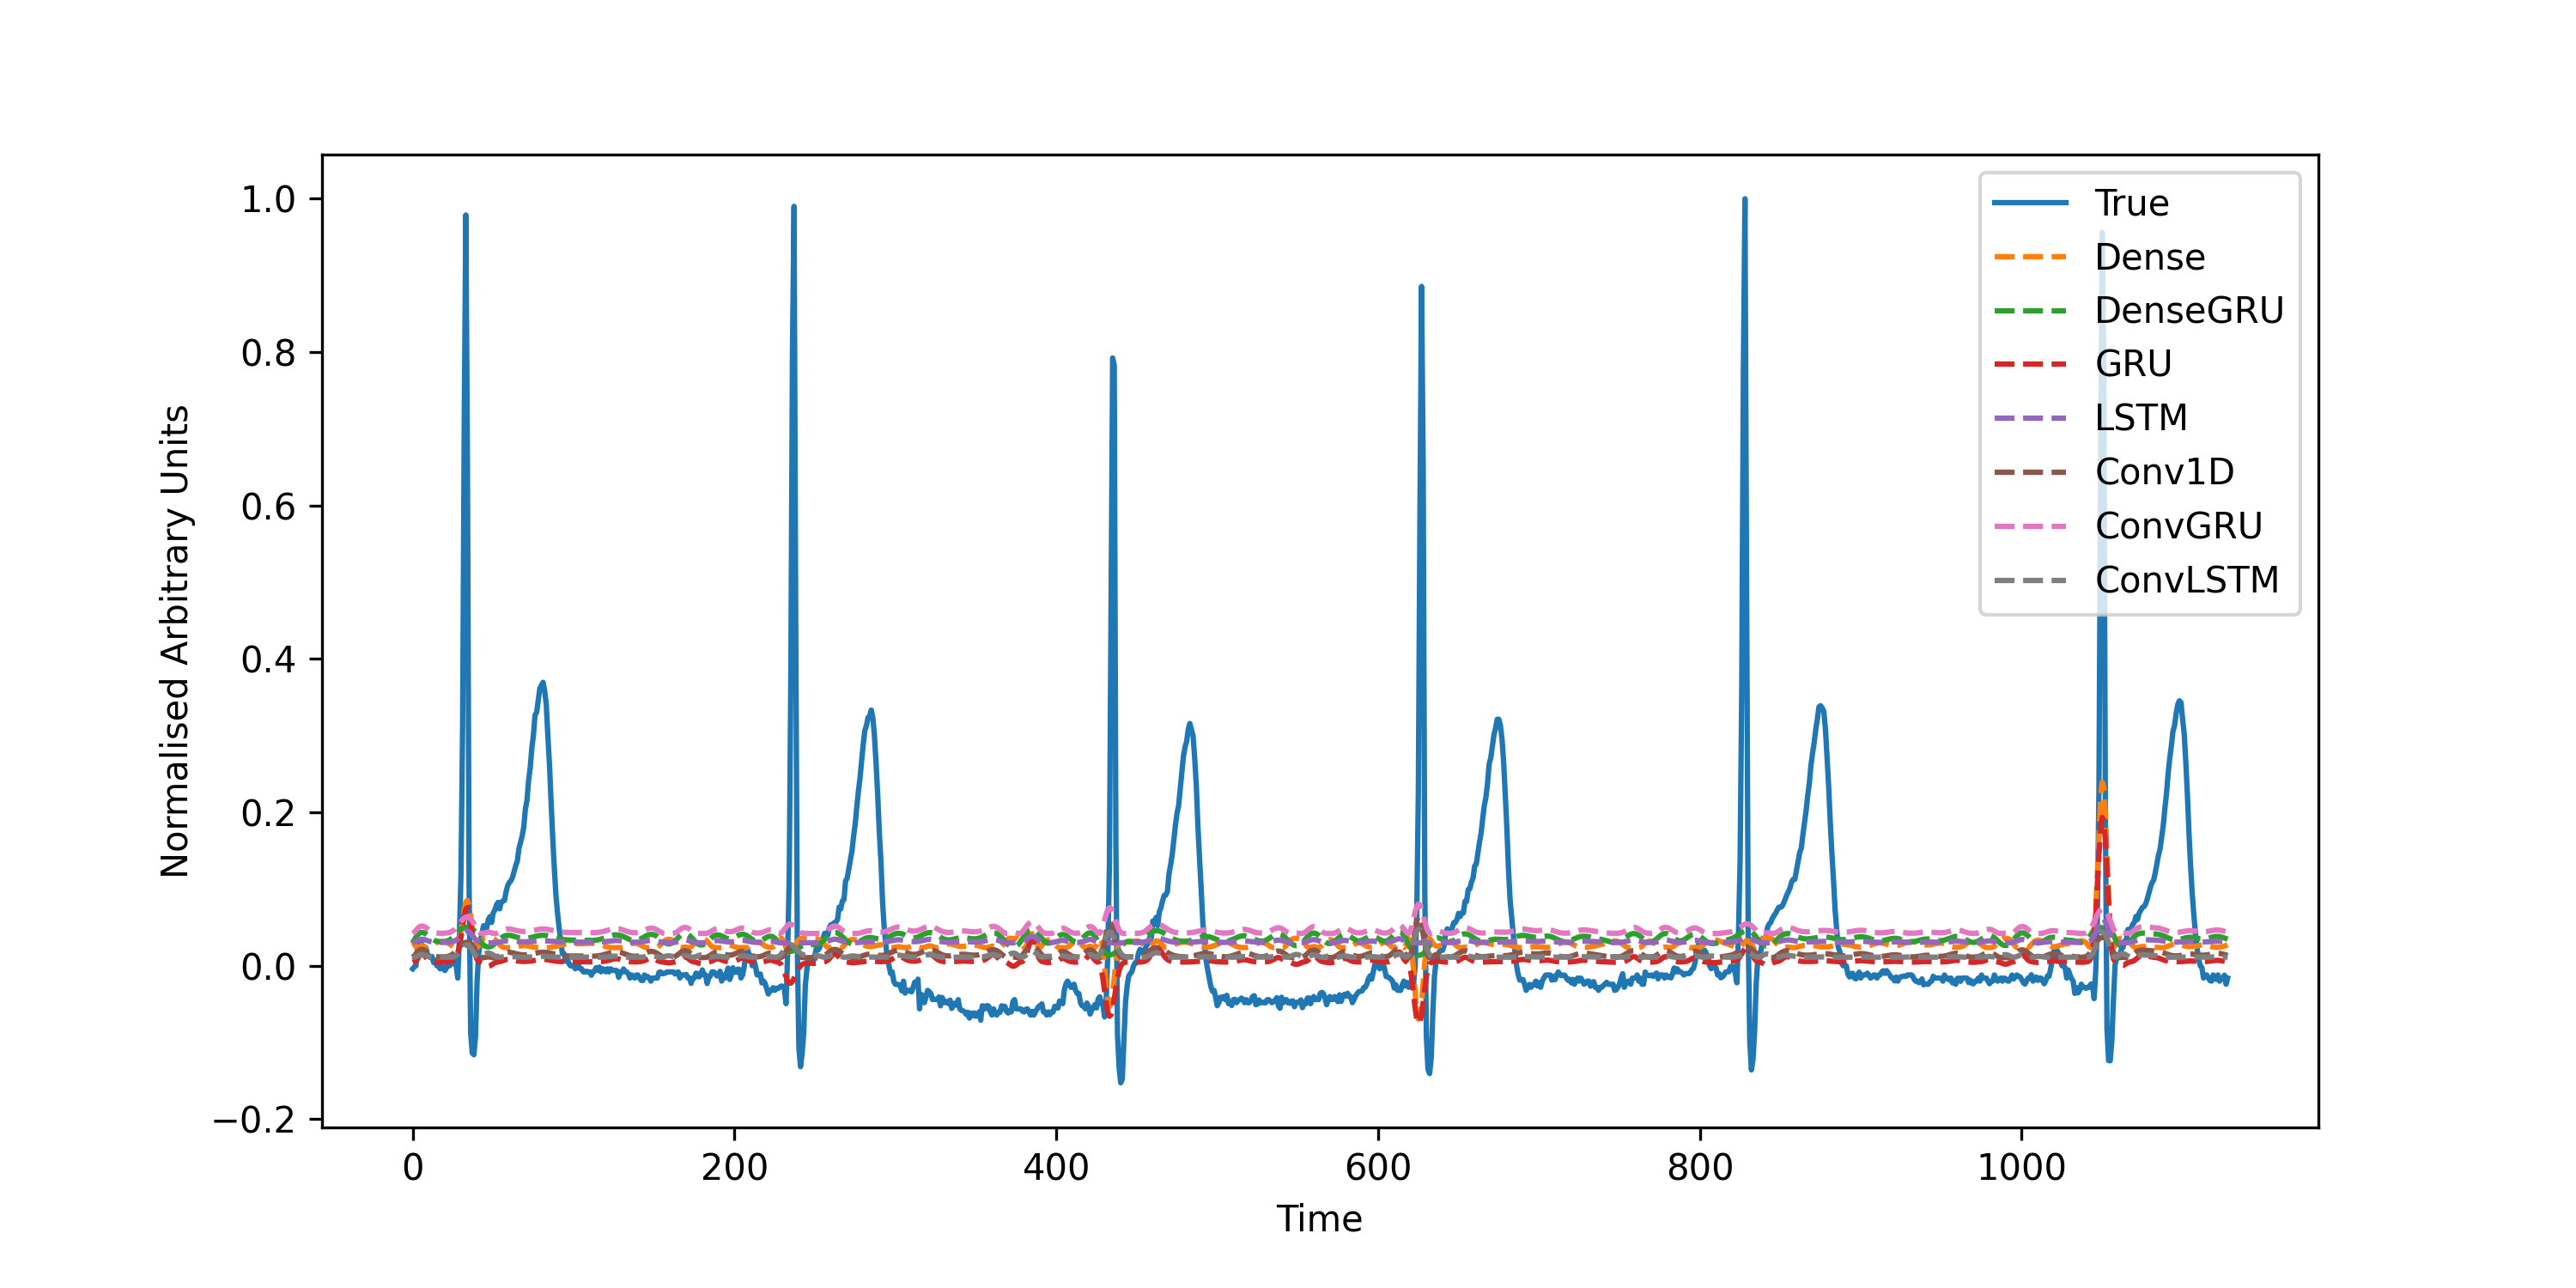 1.0
0.8
0.6
0.4
0.2
0.0
−0.2
Normalised Arbitrary Units
0
200
400
600
800
1000
Time
True
Dense
DenseGRU
GRU
LSTM
Conv1D
ConvGRU
ConvLSTM